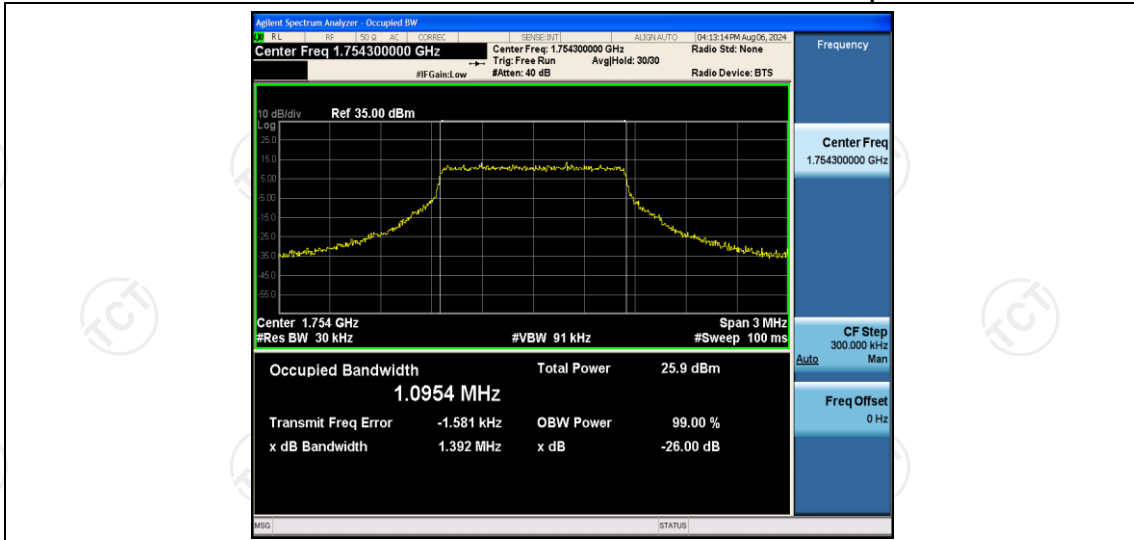 Agilent Spectrum Analyzer - Occupied BW
LXI RL RF 50 Ω AC CORREC SENSE:INT ALIGNAUTO 04:13:14PM Aug06, 2024
Center Freq 1.754300000 GHz
Center Freq: 1.754300000 GHz
Radio Std: None
Trig: Free Run Avg|Hold: 30/30
#IFGain:Low
#Atten: 40 dB
Radio Device: BTS
10 dB/div Ref 35.00 dBm
Log
25.0
15.0
5.00
-5.00
-15.0
-25.0
-35.0
-45.0
-55.0
Center 1.754 GHz
Span 3 MHz
#Res BW 30 kHz
#VBW 91 kHz
#Sweep 100 ms
Occupied Bandwidth
1.0954 MHz
Total Power 25.9 dBm
Transmit Freq Error -1.581 kHz
OBW Power 99.00 %
x dB Bandwidth 1.392 MHz
x dB -26.00 dB
MSG
STATUS
Frequency
Center Freq
1.754300000 GHz
CF Step
300.000 kHz
Auto Man
Freq Offset
0 Hz
TCT
TCT